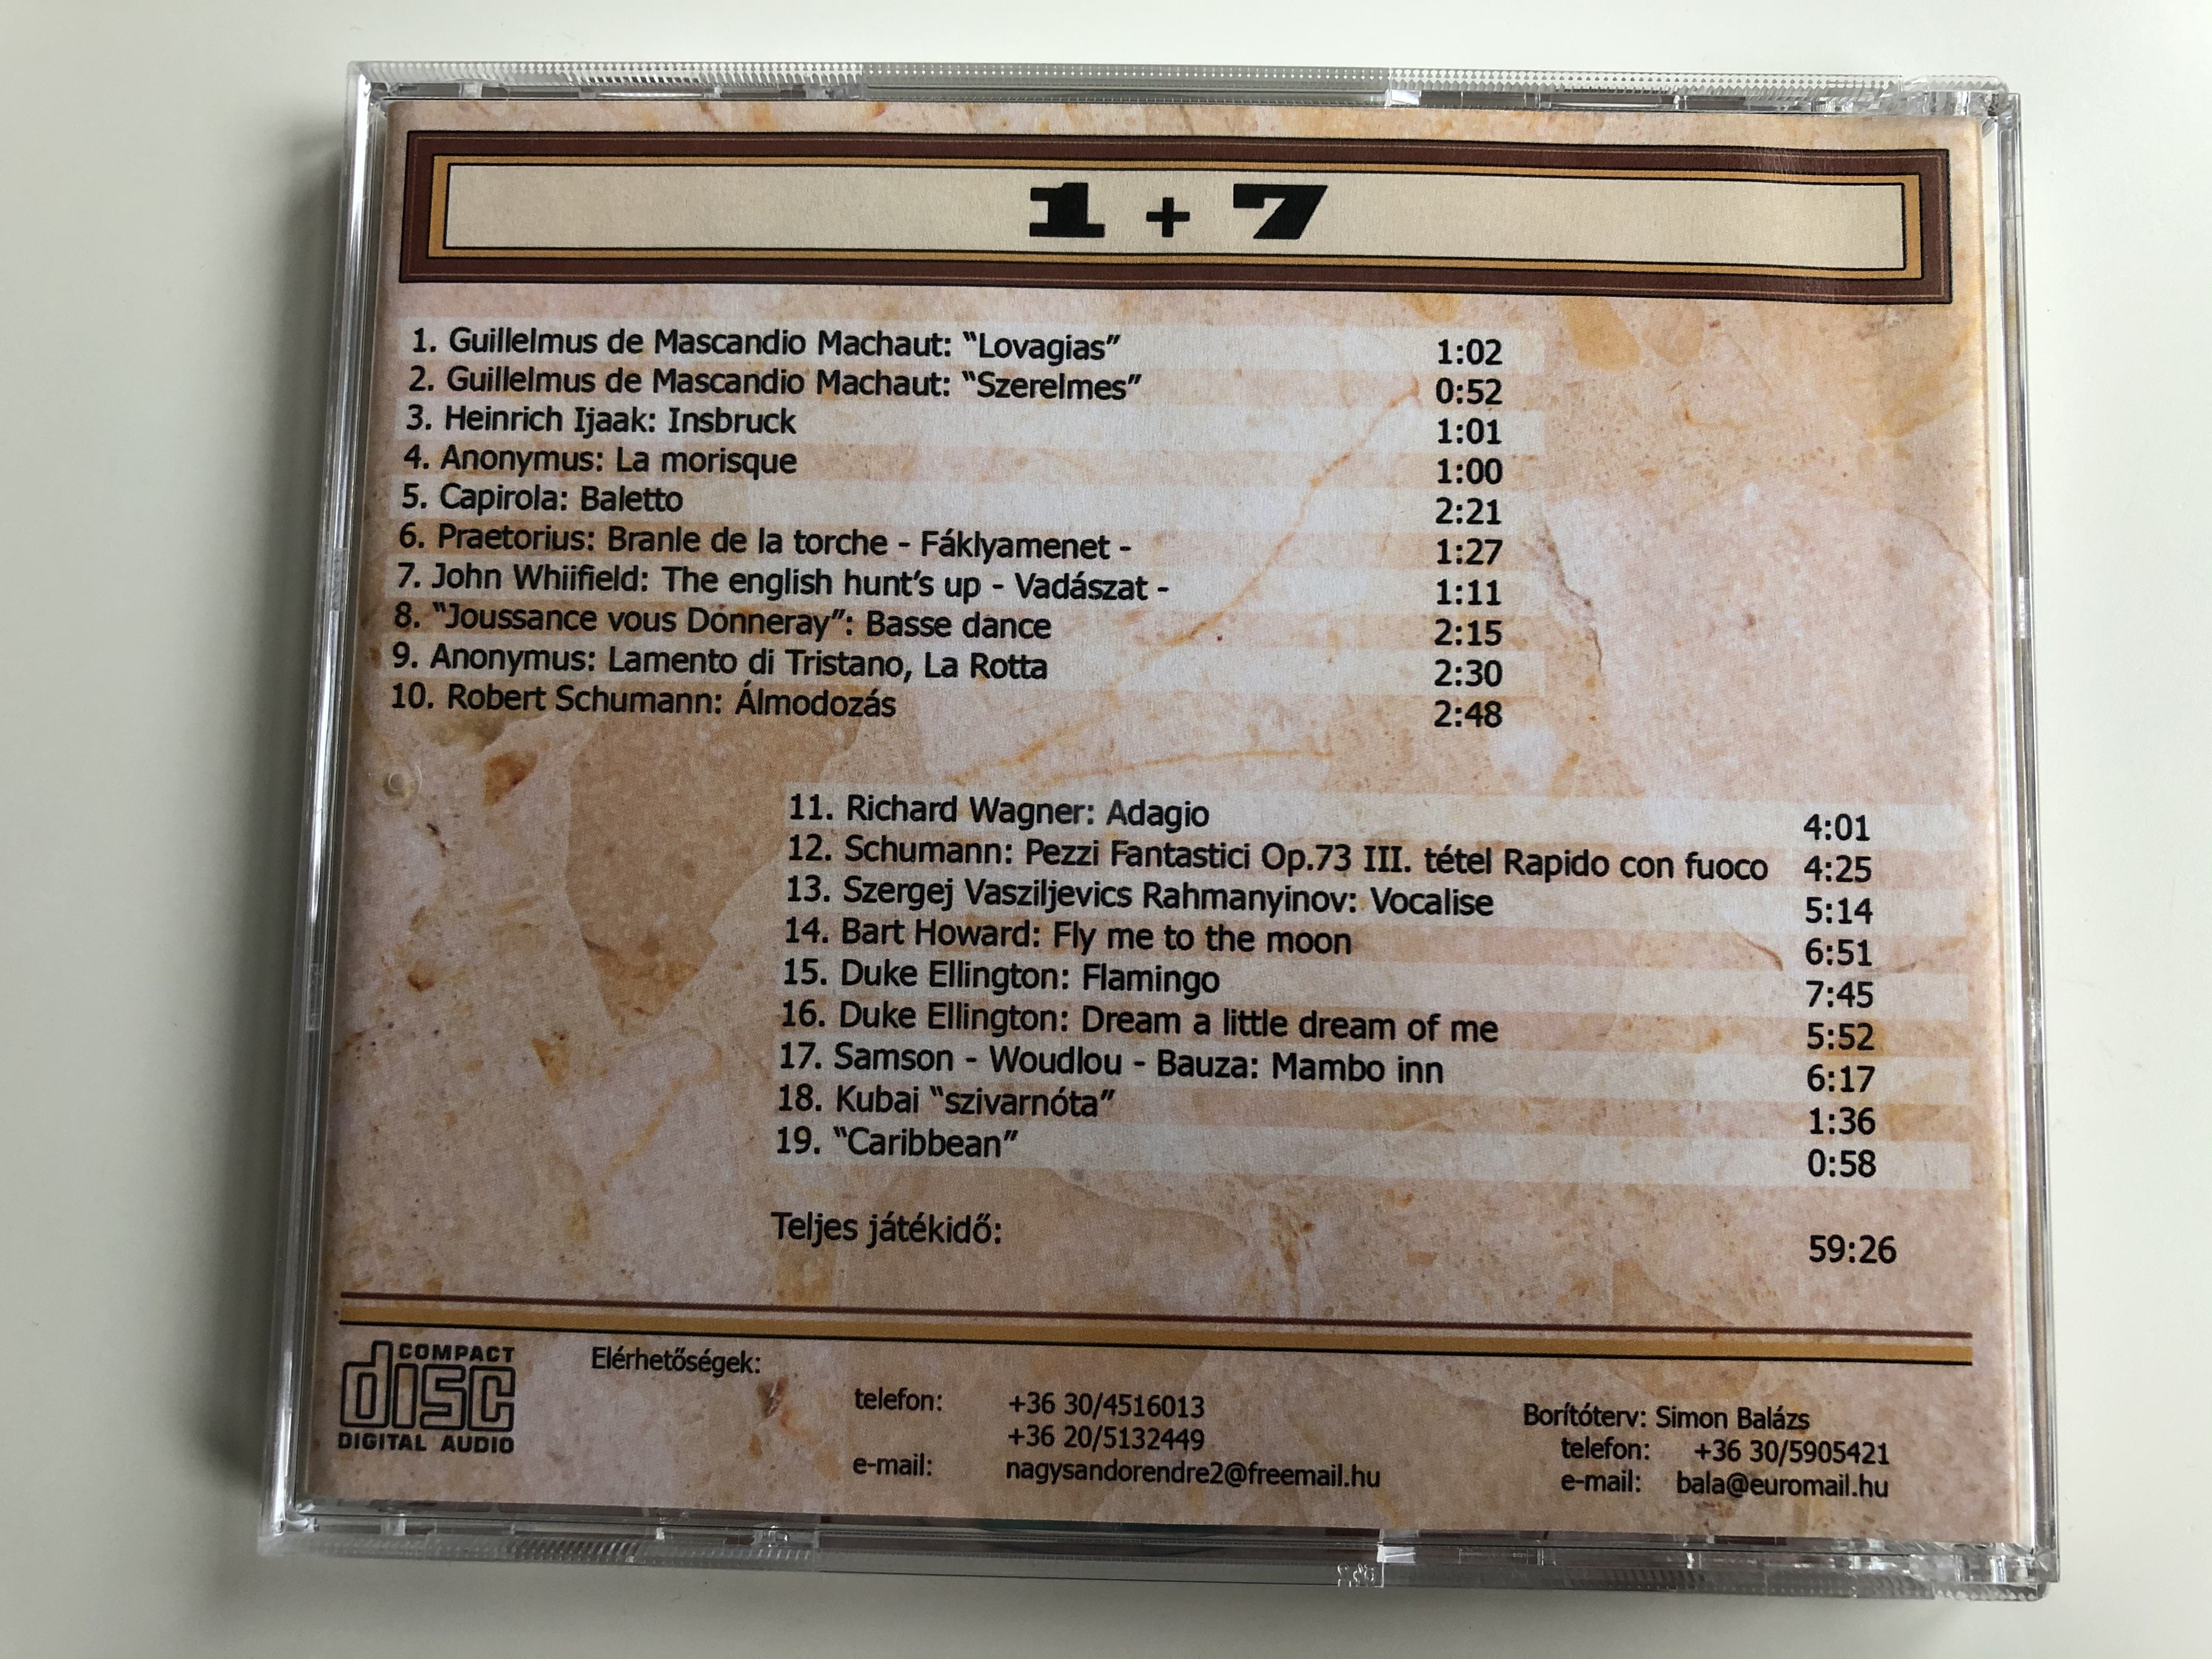 1 + 7
1. Guillelmus de Mascandio Machaut: “Lovagias” 1:02
2. Guillelmus de Mascandio Machaut: “Szerelmes” 0:52
3. Heinrich Ijaak: Insbruck 1:01
4. Anonymus: La morisque 1:00
5. Capirola: Baletto 2:21
6. Praetorius: Branle de la torche - Fáklyamenet - 1:27
7. John Whiifield: The english hunt’s up - Vadászat - 1:11
8. “Joussance vous Donneray”: Basse dance 2:15
9. Anonymus: Lamento di Tristano, La Rotta 2:30
10. Robert Schumann: Álmodozás 2:48
11. Richard Wagner: Adagio 4:01
12. Schumann: Pezzi Fantastici Op.73 III. tétel Rapido con fuoco 4:25
13. Szergej Vasziljevics Rahmanyinov: Vocalise 5:14
14. Bart Howard: Fly me to the moon 6:51
15. Duke Ellington: Flamingo 7:45
16. Duke Ellington: Dream a little dream of me 5:52
17. Samson - Woudlou - Bauza: Mambo inn 6:17
18. Kubai “szivarnóta” 1:36
19. “Caribbean” 0:58
Teljes játékidő: 59:26
COMPACT
disc
DIGITAL AUDIO
Elérhetőségek:
telefon: +36 30/4516013
+36 20/5132449
e-mail: nagysandorendre2@freemail.hu
Borítóterv: Simon Balázs
telefon: +36 30/5905421
e-mail: bala@euromail.hu